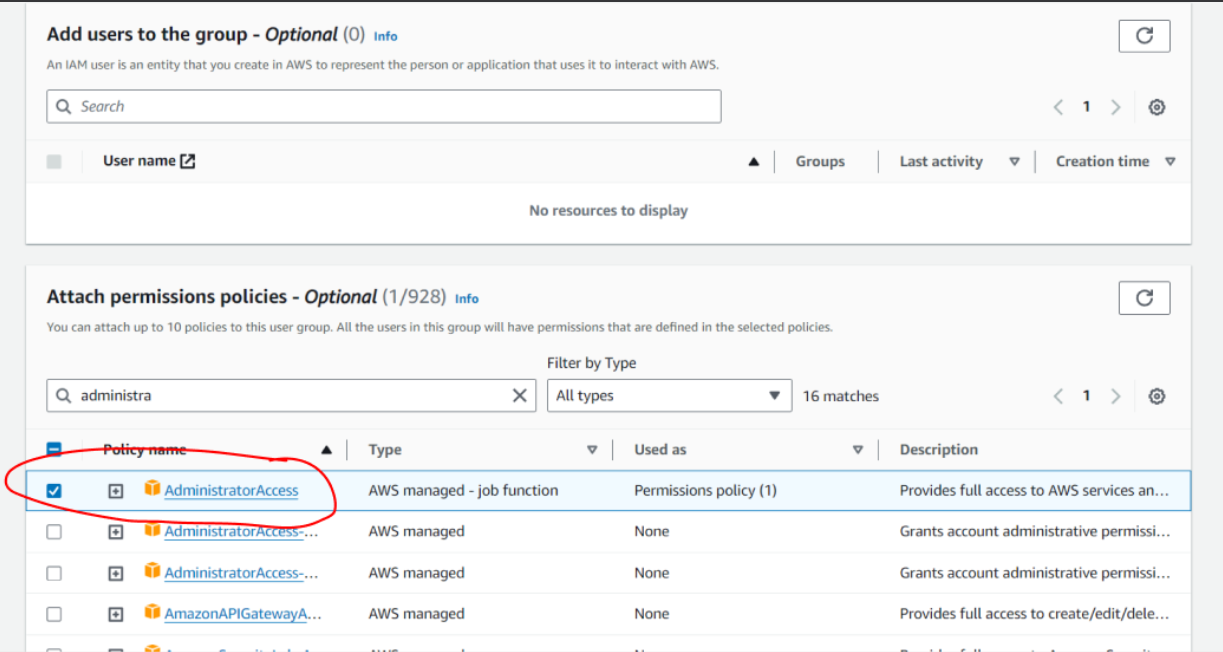 Add users to the group - Optional (0) Info
An IAM user is an entity that you create in AWS to represent the person or application that uses it to interact with AWS.
Search
1
User name Groups Last activity Creation time
No resources to display
Attach permissions policies - Optional (1/928) Info
You can attach up to 10 policies to this user group. All the users in this group will have permissions that are defined in the selected policies.
Filter by Type
administra All types 16 matches 1
Policy name Type Used as Description
AdministratorAccess AWS managed - job function Permissions policy (1) Provides full access to AWS services an...
AdministratorAccess-... AWS managed None Grants account administrative permissi...
AdministratorAccess-... AWS managed None Grants account administrative permissi...
AmazonAPIGatewayA... AWS managed None Provides full access to create/edit/dele...